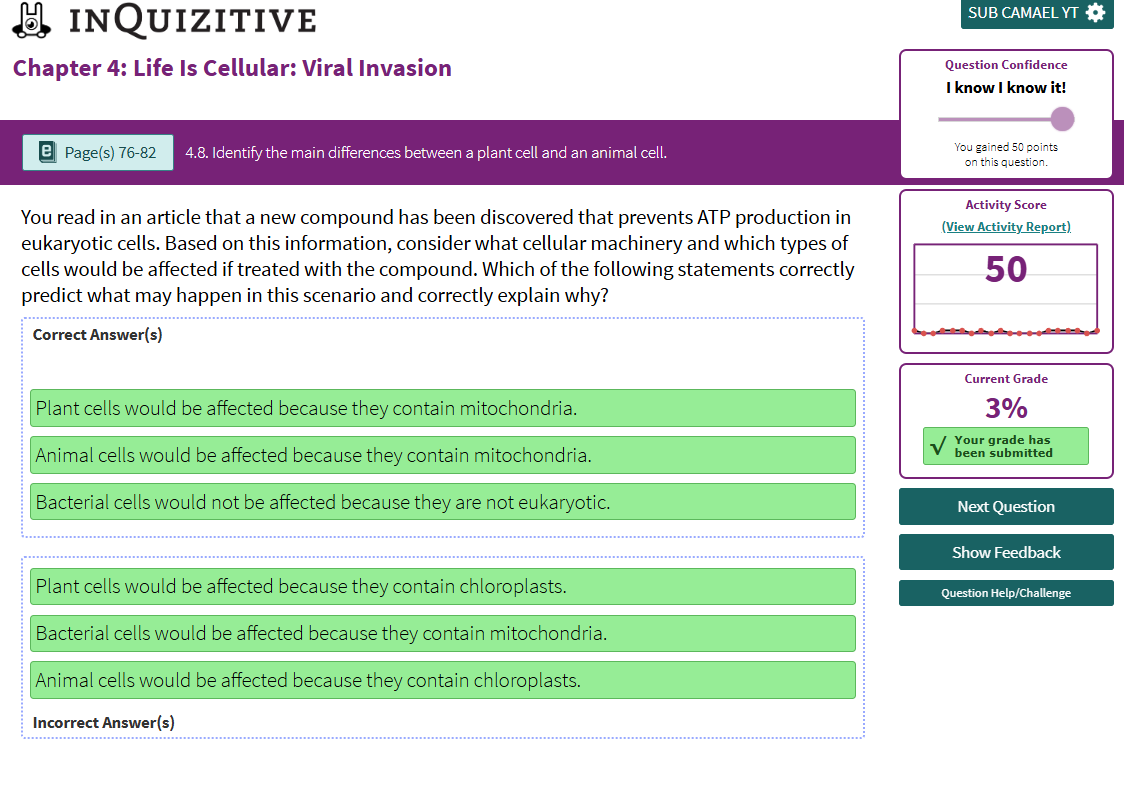 INQUIZITIVE
SUB CAMAEL YT
Chapter 4: Life Is Cellular: Viral Invasion
Question Confidence
I know I know it!
You gained 50 points
on this question.
Page(s) 76-82
4.8. Identify the main differences between a plant cell and an animal cell.
You read in an article that a new compound has been discovered that prevents ATP production in
eukaryotic cells. Based on this information, consider what cellular machinery and which types of
cells would be affected if treated with the compound. Which of the following statements correctly
predict what may happen in this scenario and correctly explain why?
Correct Answer(s)
Plant cells would be affected because they contain mitochondria.
Animal cells would be affected because they contain mitochondria.
Bacterial cells would not be affected because they are not eukaryotic.
Plant cells would be affected because they contain chloroplasts.
Bacterial cells would be affected because they contain mitochondria.
Animal cells would be affected because they contain chloroplasts.
Incorrect Answer(s)
Activity Score
(View Activity Report)
50
Current Grade
3%
√ Your grade has
been submitted
Next Question
Show Feedback
Question Help/Challenge